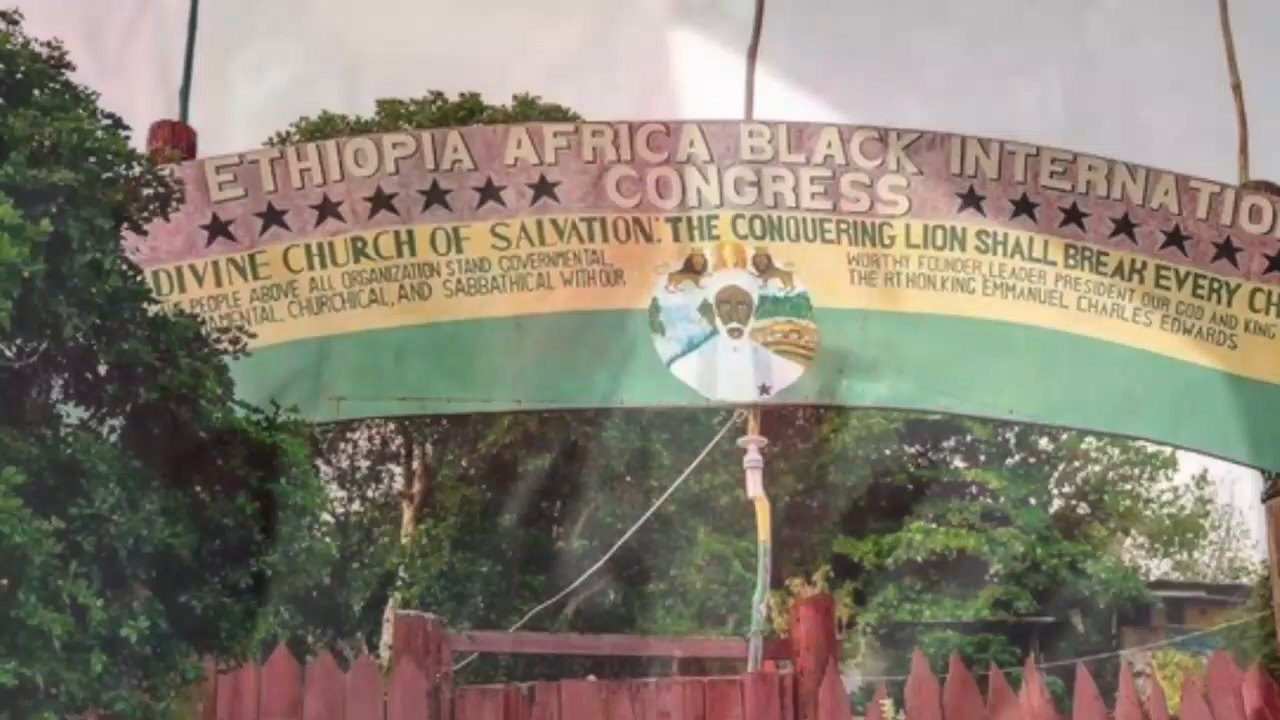 ETHIOPIA AFRICA BLACK INTERNATIO
CONGRESS
DIVINE CHURCH OF SALVATION: THE CONQUERING LION SHALL BREAK EVERY CH
PEOPLE ABOVE ALL ORGANIZATION STAND GOVERNMENTAL,
AMENTAL, CHURCHICAL, AND SABBATHICAL WITH OUR
WORTHY FOUNDER, LEADER PRESIDENT OUR GOD AND KING
THE RT HON. KING EMMANUEL CHARLES EDWARDS